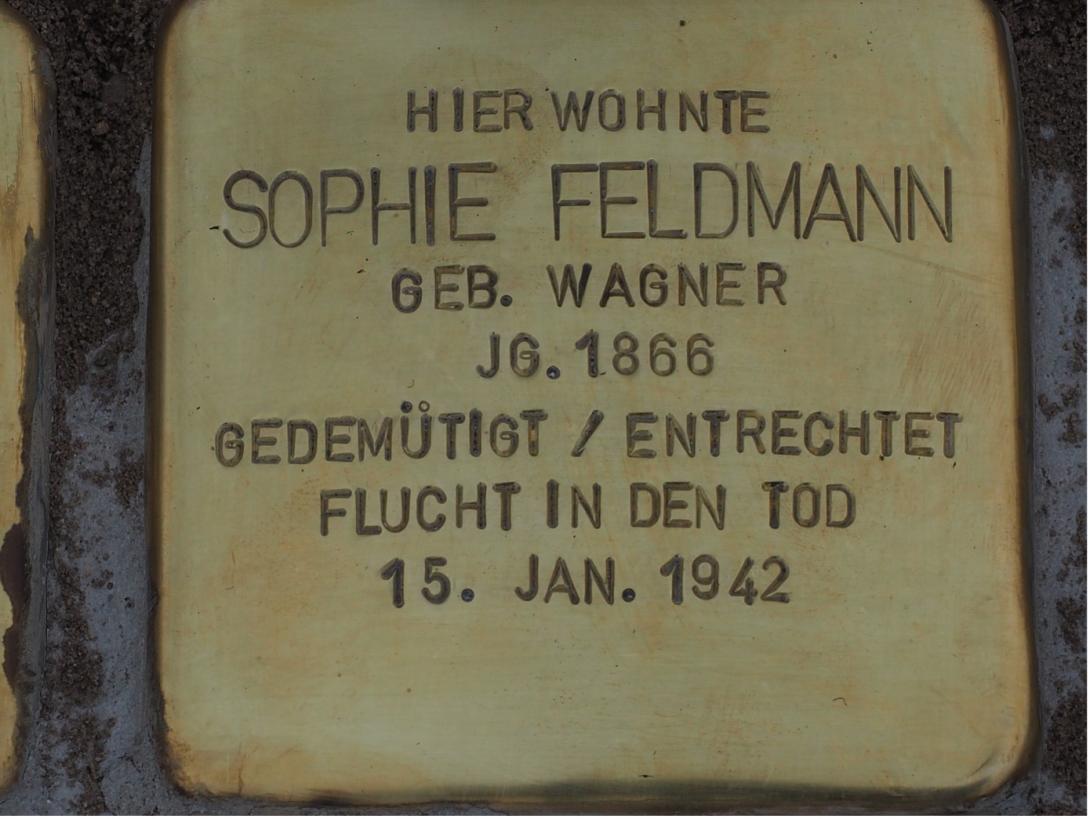 HIER WOHNTE
SOPHIE FELDMANN
GEB. WAGNER
JG. 1866
GEDEMÜTIGT / ENTRECHTET
FLUCHT IN DEN TOD
15. JAN. 1942